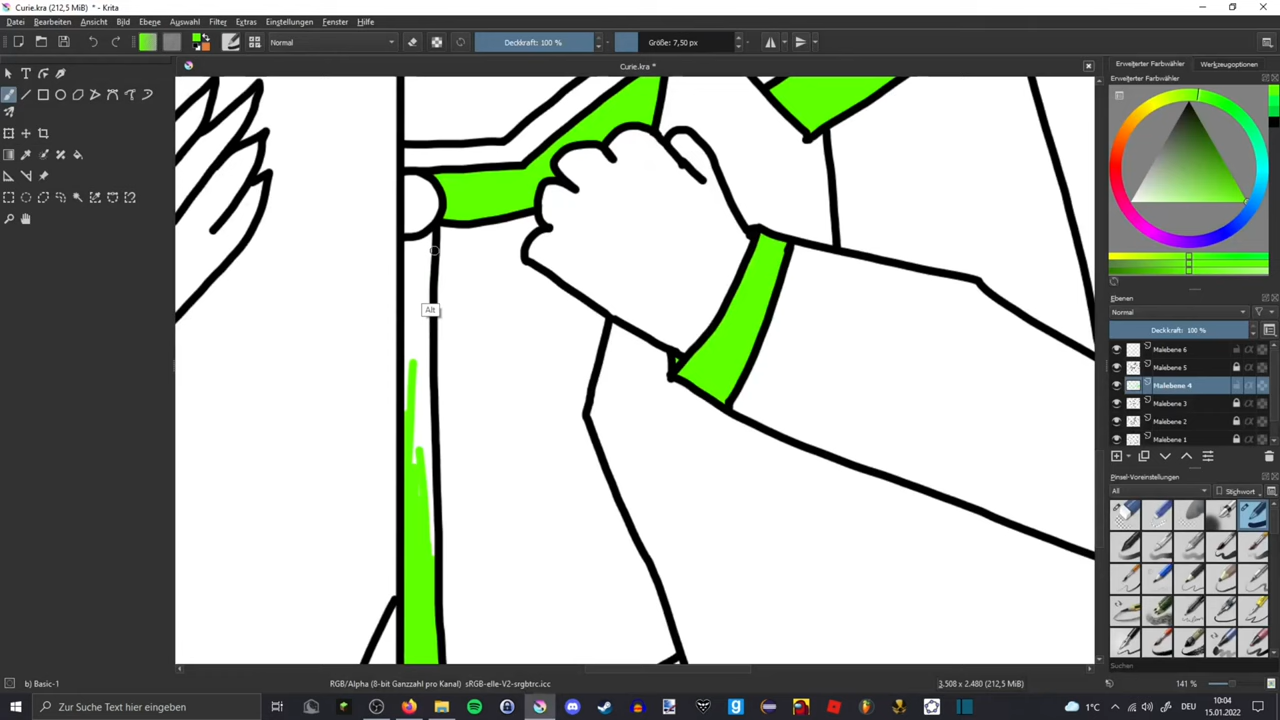 Curie.kra (212,5 MiB) * - Krita
Datei Bearbeiten Ansicht Ebene Auswahl Bild Filter Extras Einstellungen Fenster Hilfe
Normal
Deckkraft: 100 %
Größe: 7,50 px
Curie.kra *
Erweiterter Farbwähler
Werkzeugoptionen
Erweiterter Farbwähler
Alt
Ebenen
Normal
Deckkraft: 100 %
Malebene 6
Malebene 5
Malebene 4
Malebene 3
Malebene 2
Malebene 1
Pinsel-Voreinstellungen
All
Stichwort
Suchen
b) Basic-1
RGB/Alpha (8-bit Ganzzahl pro Kanal) sRGB-elle-V2-srgbtrc.icc
3.508 x 2.480 (212,5 MiB)
141 %
Zur Suche Text hier eingeben
1°C
DEU
10:04
15.01.2022